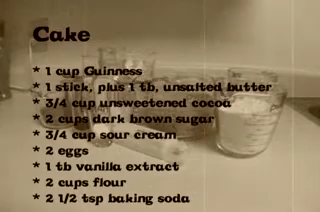 Cake
* 1 cup Guinness
* 1 stick, plus 1 tb, unsalted butter
* 3/4 cup unsweetened cocoa
* 2 cups dark brown sugar
* 3/4 cup sour cream
* 2 eggs
* 1 tb vanilla extract
* 2 cups flour
* 2 1/2 tsp baking soda